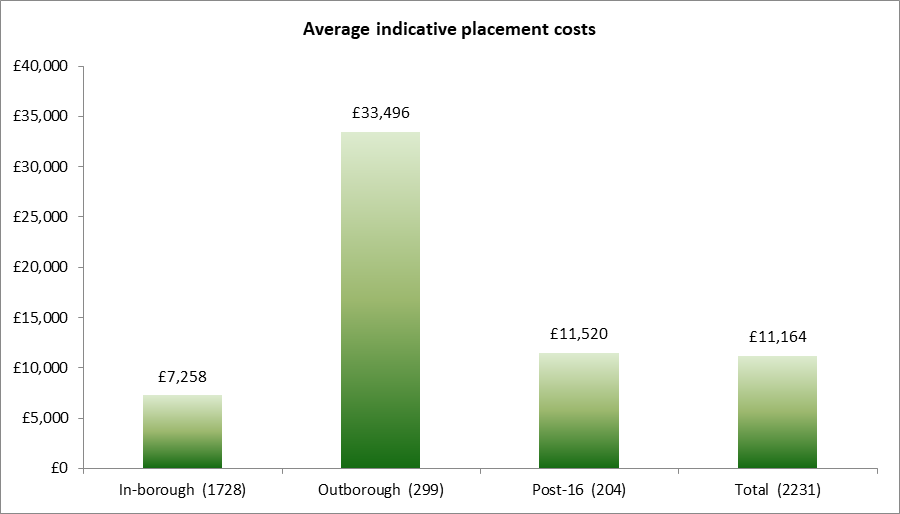 Average indicative placement costs
£40,000
£35,000
£30,000
£25,000
£20,000
£15,000
£10,000
£5,000
£0
£7,258
£33,496
£11,520
£11,164
In-borough (1728)
Outborough (299)
Post-16 (204)
Total (2231)